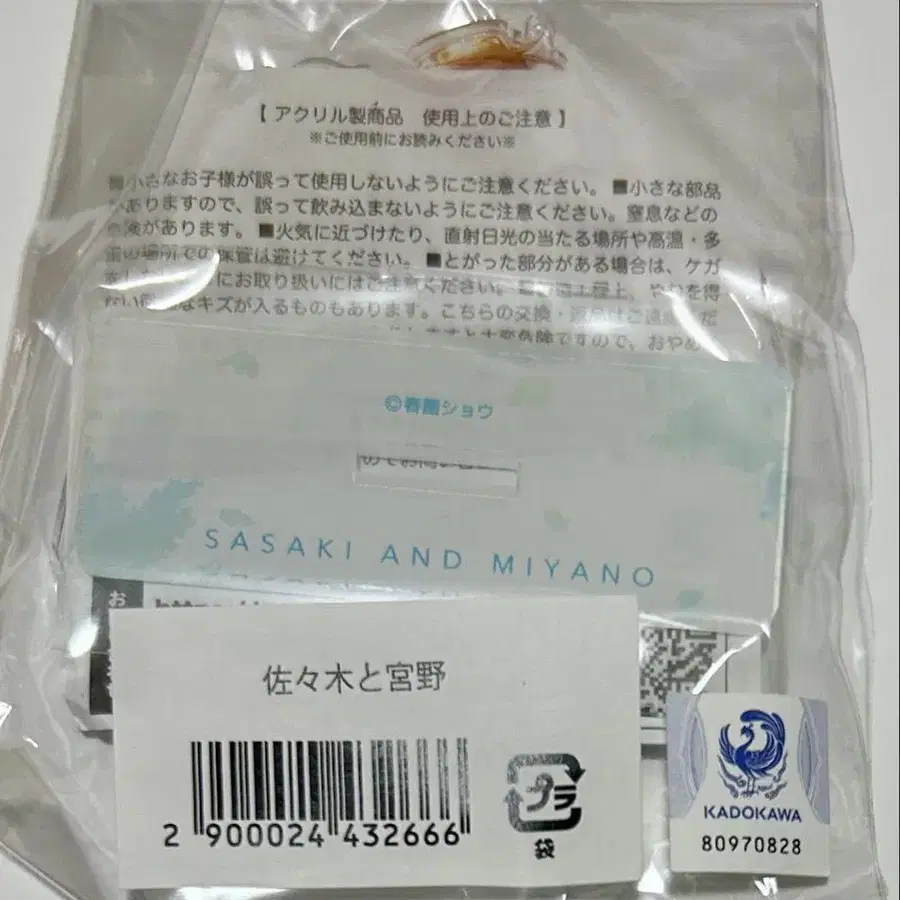 【 アクリル製商品 使用上のご注意 】
※ご使用前にお読みください※
■小さなお子様が誤って使用しないようにご注意ください。 ■小さな部品
がありますので、誤って飲み込まないようにご注意ください。窒息などの
危険があります。 ■火気に近づけたり、直射日光の当たる場所や高温・多
湿の場所での保管は避けてください。 ■とがった部分がある場合は、ケガ
にお取り扱いにはご注意ください。
キズが入るものもあります。こちらの交換・返品はご遠慮
ですので、おやめ
©春園ショウ
SASAKI AND MIYANO
お
佐々木と宮野
2 900024 432666
プラ
袋
KADOKAWA
80970828